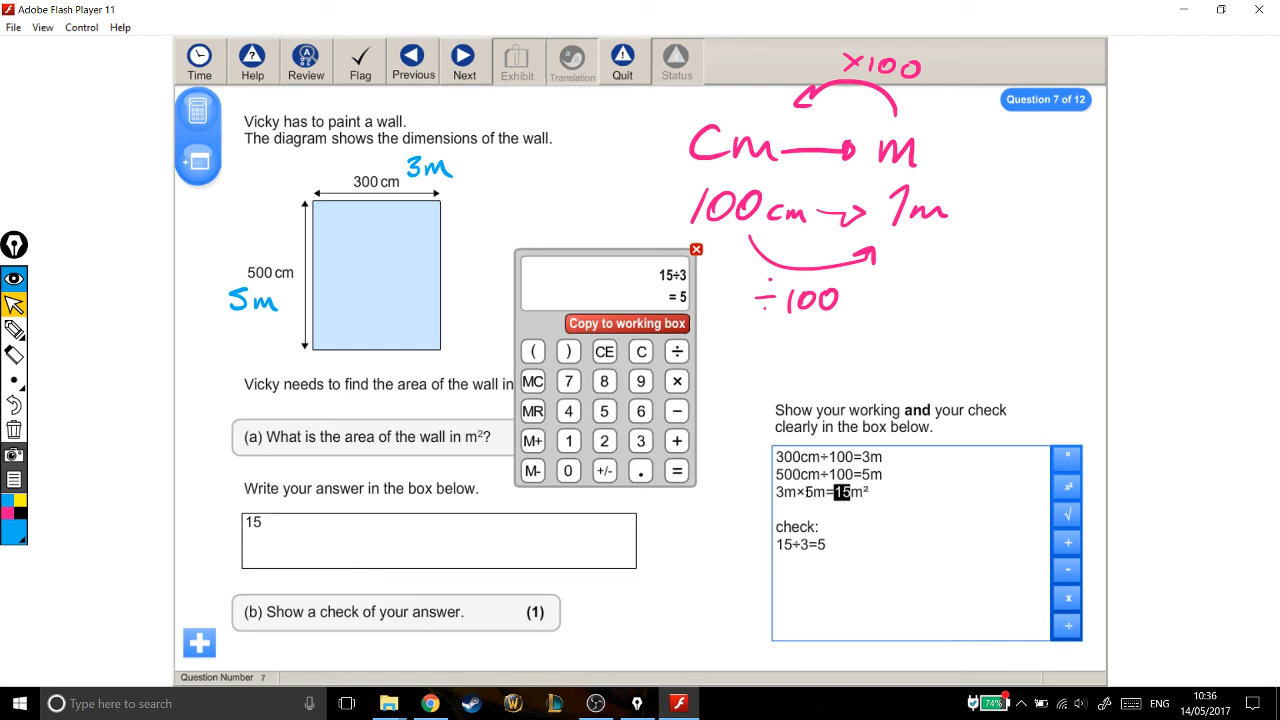 Adobe Flash Player 11
File View Control Help
Time Help Review Flag Previous Next Exhibit Translation Quit Status
×100
Question 7 of 12
Vicky has to paint a wall.
The diagram shows the dimensions of the wall.
cm m
3m
300 cm
100cm 1m
500 cm
5m
÷100
15÷3
= 5
Copy to working box
( ) CE C ÷
MC 7 8 9 ×
MR 4 5 6 −
M+ 1 2 3 +
M- 0 +/- . =
Vicky needs to find the area of the wall in
(a) What is the area of the wall in m²?
Write your answer in the box below.
15
(b) Show a check of your answer. (1)
Show your working and your check
clearly in the box below.
300cm÷100=3m
500cm÷100=5m
3m×5m=15m²
check:
15÷3=5
°
x²
√
+
-
x
÷
Question Number 7
Type here to search
74%
ENG
10:36
14/05/2017